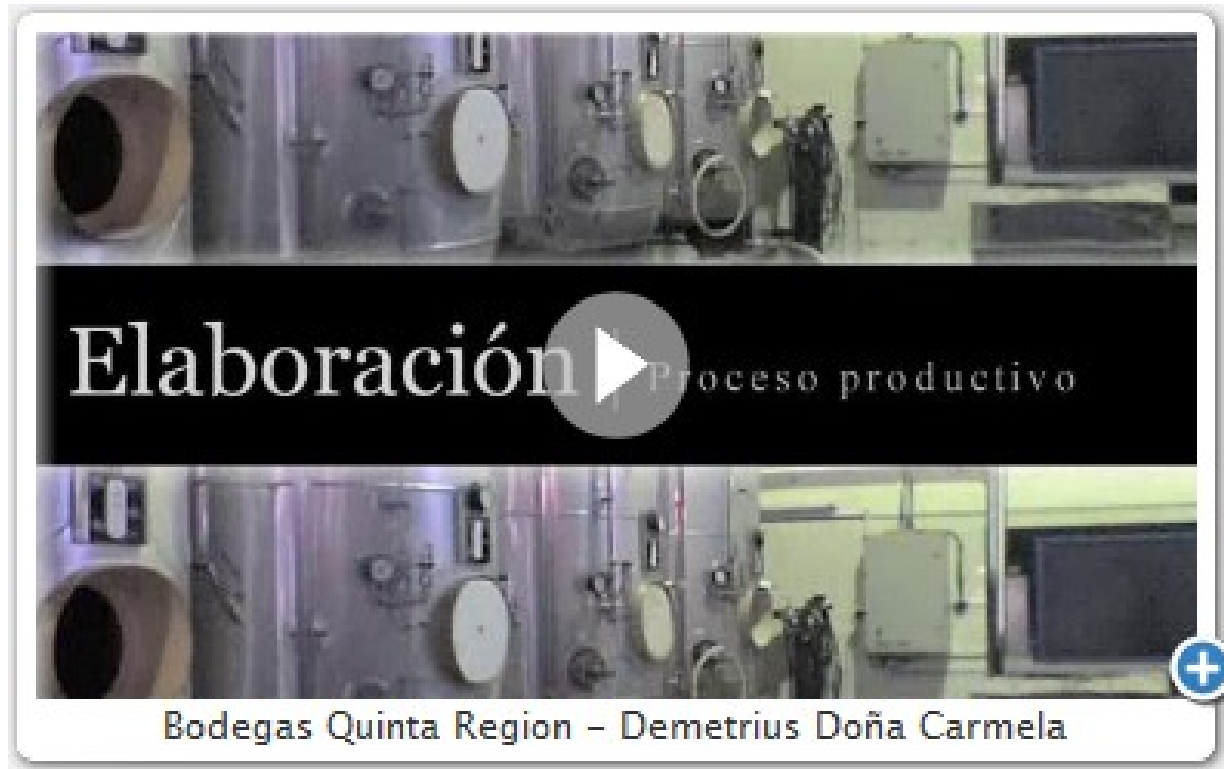 Elaboración | Proceso productivo
Bodegas Quinta Region – Demetrius Doña Carmela